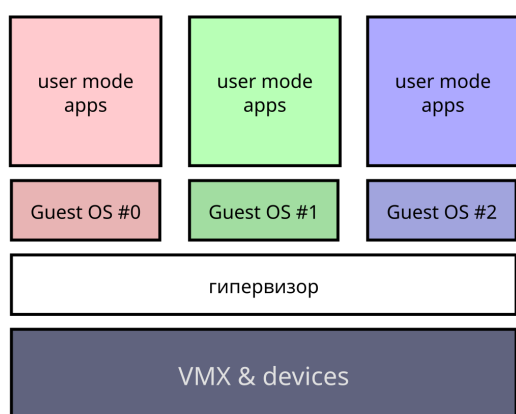 user mode
apps
user mode
apps
user mode
apps
Guest OS #0
Guest OS #1
Guest OS #2
гипервизор
VMX & devices